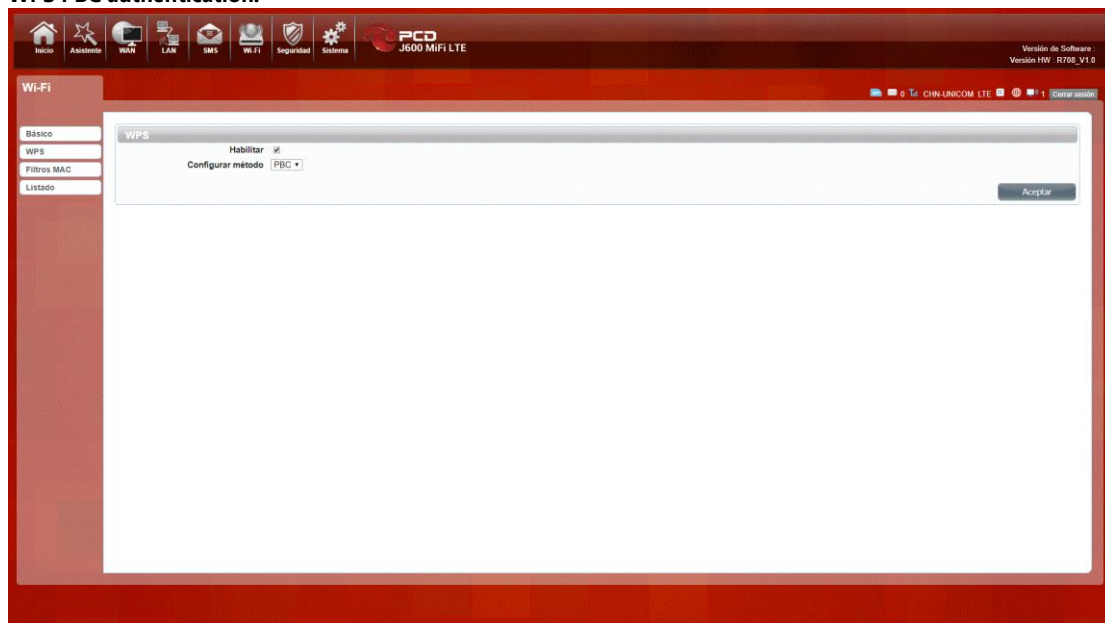 WPS PBC authentication.
Inicio Asistente WAN LAN SMS Wi-Fi Seguridad Sistema
PCD
J600 MiFi LTE
Versión de Software :
Versión HW : R708_V1.0
Wi-Fi
0 CHN-UNICOM LTE 1 Cerrar sesión
Básico
WPS
Filtros MAC
Listado
WPS
Habilitar
Configurar método PBC
Aceptar